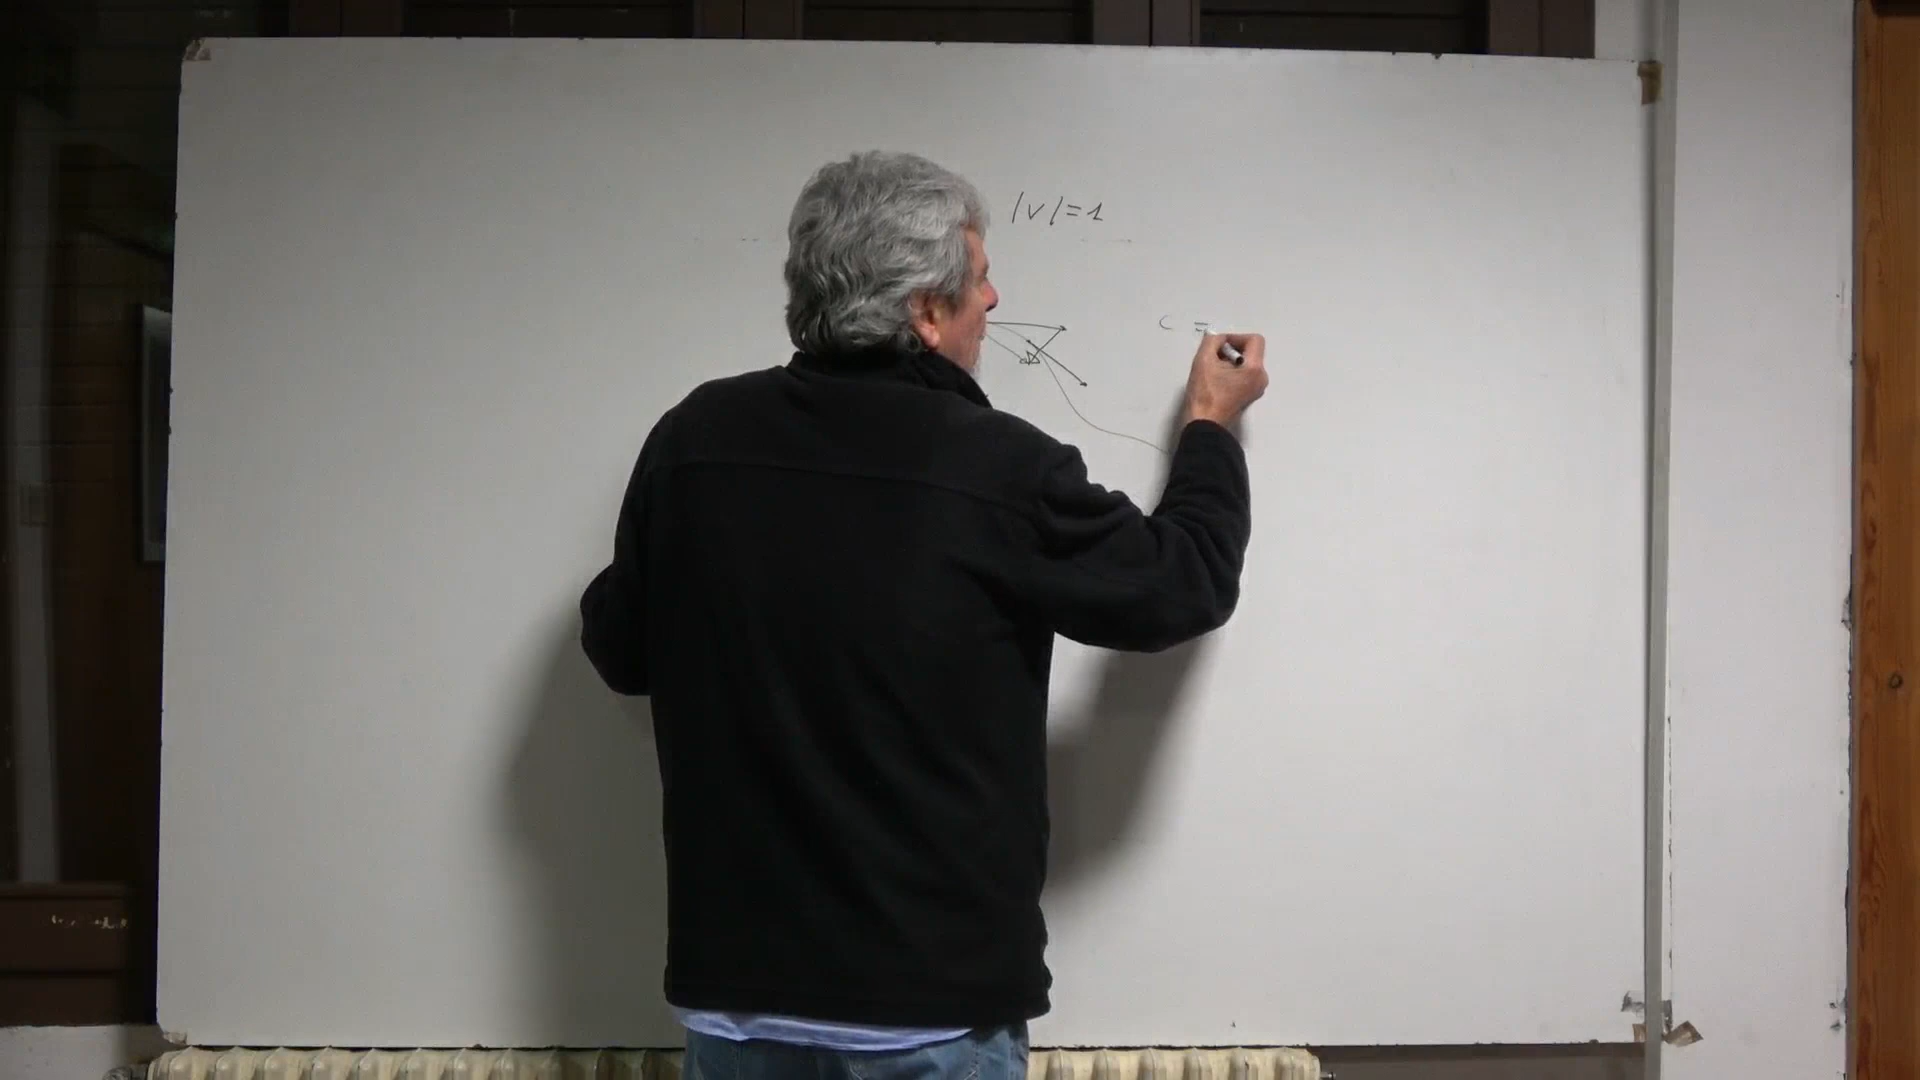 |v|=1
c =